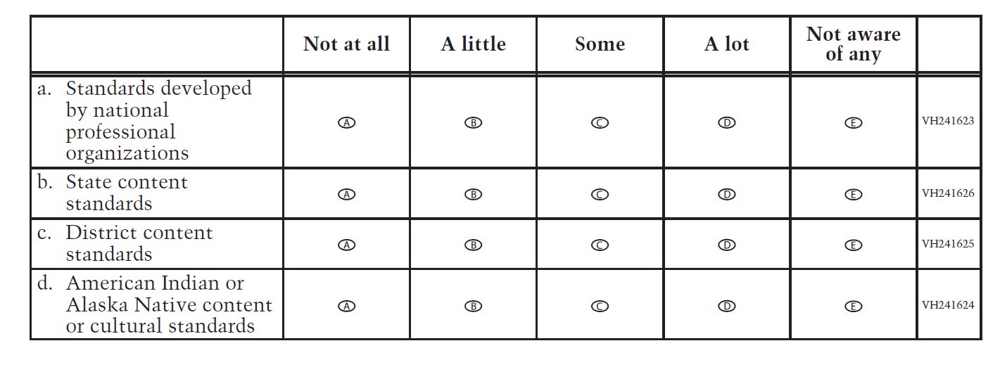 Not at all A little Some A lot Not aware
of any
a. Standards developed
by national
professional
organizations
A B C D E VH241623
b. State content
standards
A B C D E VH241626
c. District content
standards
A B C D E VH241625
d. American Indian or
Alaska Native content
or cultural standards
A B C D E VH241624